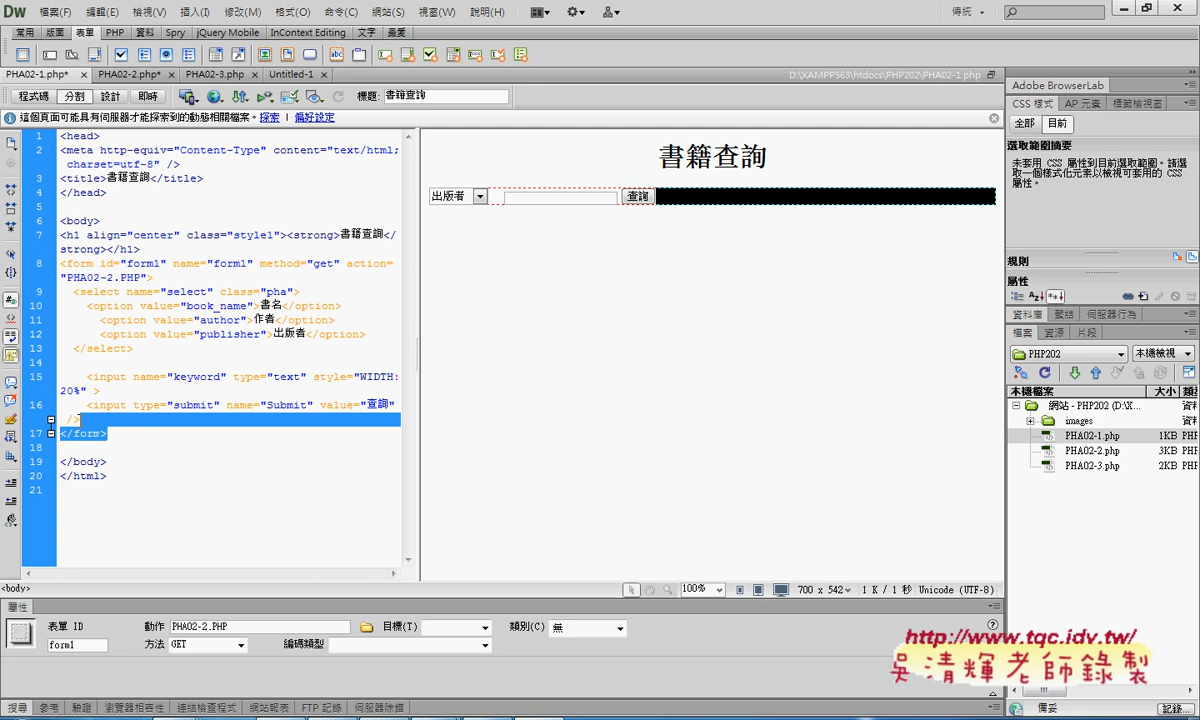 Dw 檔案(F) 編輯(E) 檢視(V) 插入(I) 修改(M) 格式(O) 命令(C) 網站(S) 視窗(W) 說明(H) 傳統
常用 版面 表單 PHP 資料 Spry jQuery Mobile InContext Editing 文字 最愛
PHA02-1.php* × PHA02-2.php* × PHA02-3.php × Untitled-1 × D:\XAMPP563\htdocs\PHP202\PHA02-1.php
程式碼 分割 設計 即時 標題: 書籍查詢
這個頁面可能具有伺服器才能探索到的動態相關檔案。 探索 | 偏好設定
1 <head>
2 <meta http-equiv="Content-Type" content="text/html;
charset=utf-8" />
3 <title>書籍查詢</title>
4 </head>
5
6 <body>
7 <h1 align="center" class="style1"><strong>書籍查詢</
strong></h1>
8 <form id="form1" name="form1" method="get" action=
"PHA02-2.PHP">
9 <select name="select" class="pha">
10 <option value="book_name">書名</option>
11 <option value="author">作者</option>
12 <option value="publisher">出版者</option>
13 </select>
14
15 <input name="keyword" type="text" style="WIDTH:
20%" >
16 <input type="submit" name="Submit" value="查詢"
/>
17 </form>
18
19 </body>
20 </html>
21
書籍查詢
出版者 查詢
Adobe BrowserLab
CSS 樣式 AP 元素 標籤檢視窗
全部 目前
選取範圍摘要
未套用 CSS 屬性到目前選取範圍。請選
取一個樣式化元素以檢視可套用的 CSS
屬性。
規則
屬性
資料庫 繫結 伺服器行為
檔案 資源 片段
PHP202 本機檢視
本機檔案 大小 類型
網站 - PHP202 (D:\X... 資料
images 資料
PHA02-1.php 1KB PHP
PHA02-2.php 3KB PHP
PHA02-3.php 2KB PHP
<body> 100% 700 x 542 1 K / 1 秒 Unicode (UTF-8)
屬性
表單 ID 動作 PHA02-2.PHP 目標(T) 類別(C) 無
form1 方法 GET 編碼類型
http://www.tqc.idv.tw/
吳清輝老師錄製
搜尋 參考 驗證 瀏覽器相容性 連結檢查程式 網站報表 FTP 記錄 伺服器除錯
備妥 記錄...